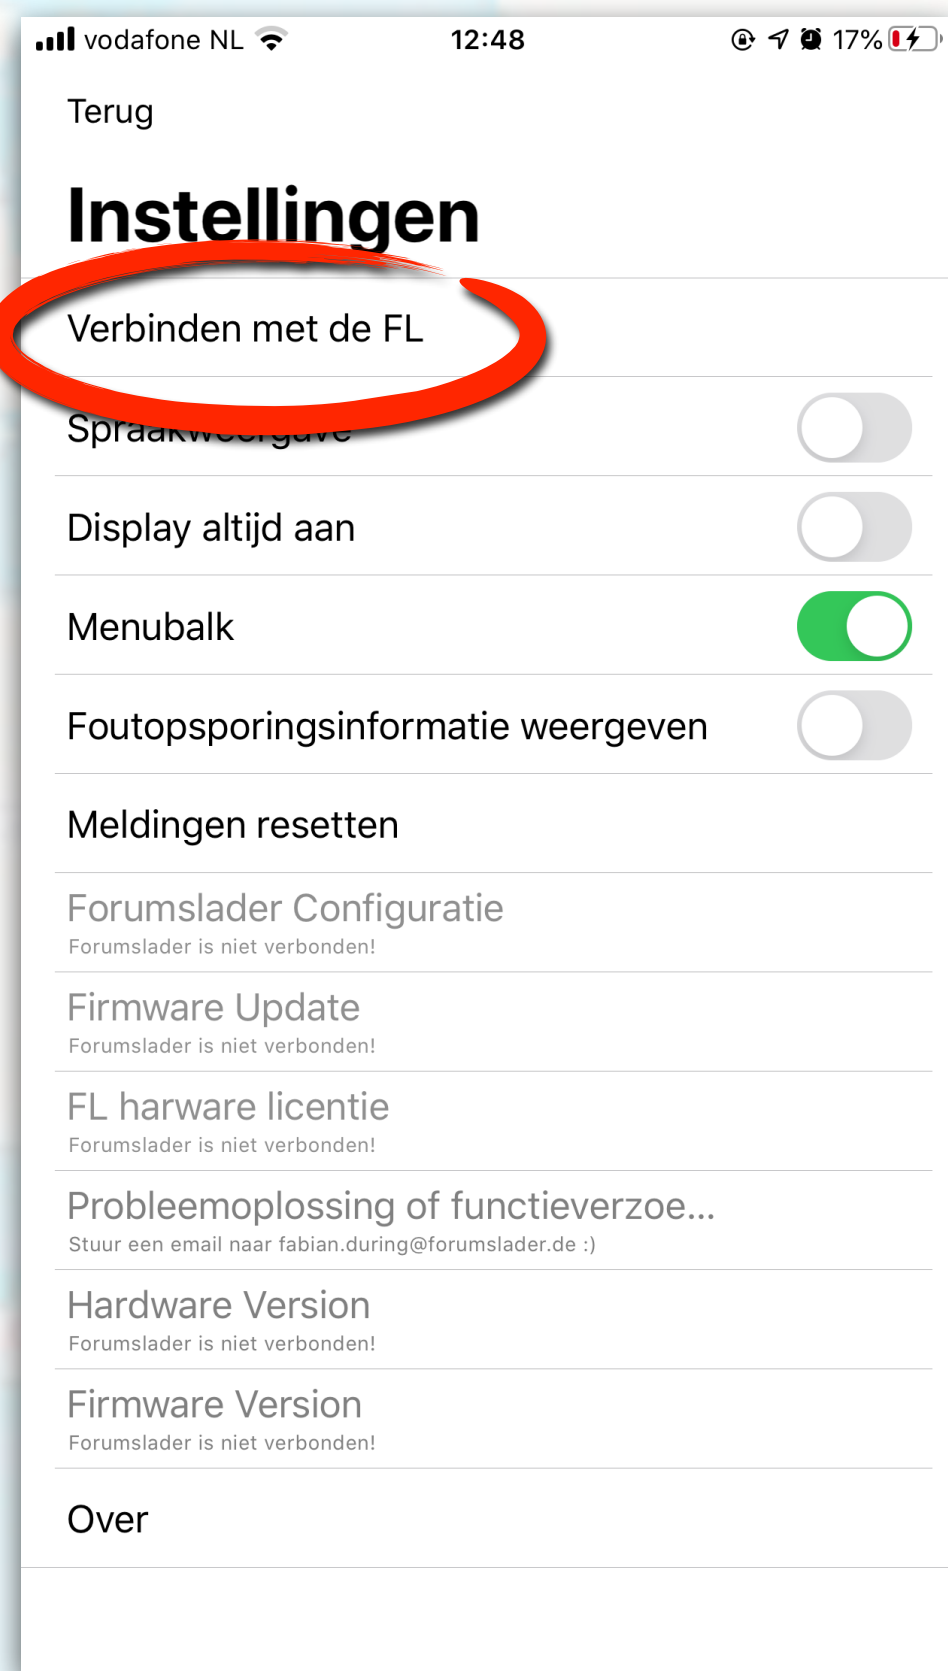 vodafone NL 12:48 17%
Terug
Instellingen
Verbinden met de FL
Spraakweergave
Display altijd aan
Menubalk
Foutopsporingsinformatie weergeven
Meldingen resetten
Forumslader Configuratie
Forumslader is niet verbonden!
Firmware Update
Forumslader is niet verbonden!
FL harware licentie
Forumslader is niet verbonden!
Probleemoplossing of functieverzoe...
Stuur een email naar fabian.during@forumslader.de :)
Hardware Version
Forumslader is niet verbonden!
Firmware Version
Forumslader is niet verbonden!
Over